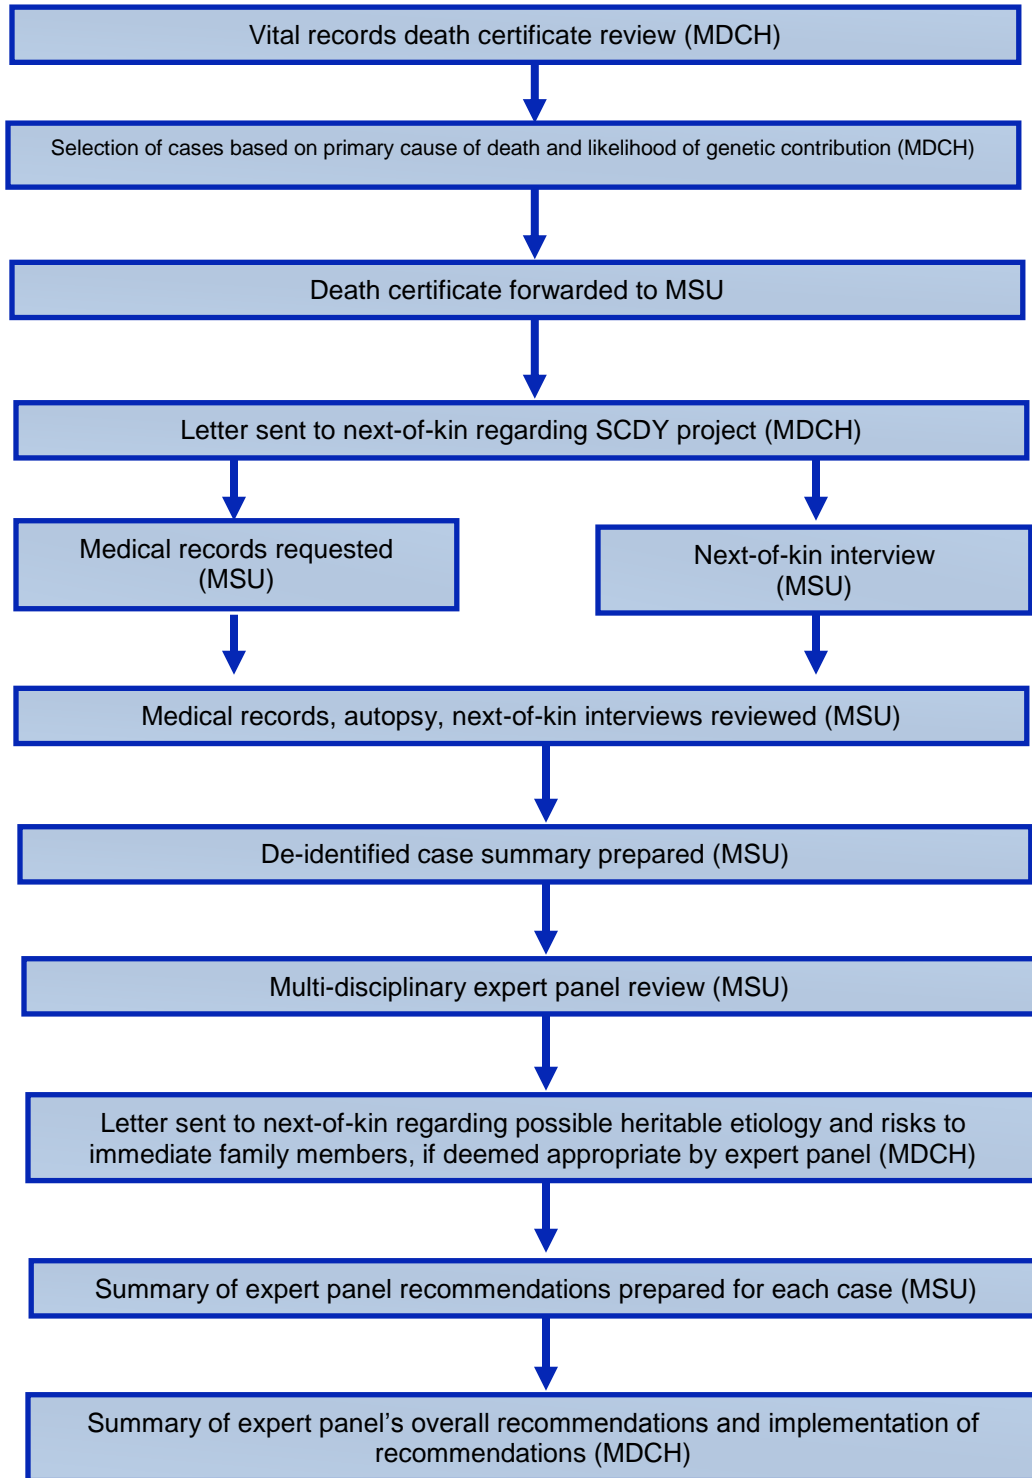 Vital records death certificate review (MDCH)
Selection of cases based on primary cause of death and likelihood of genetic contribution (MDCH)
Death certificate forwarded to MSU
Letter sent to next-of-kin regarding SCDY project (MDCH)
Medical records requested
(MSU)
Next-of-kin interview
(MSU)
Medical records, autopsy, next-of-kin interviews reviewed (MSU)
De-identified case summary prepared (MSU)
Multi-disciplinary expert panel review (MSU)
Letter sent to next-of-kin regarding possible heritable etiology and risks to
immediate family members, if deemed appropriate by expert panel (MDCH)
Summary of expert panel recommendations prepared for each case (MSU)
Summary of expert panel’s overall recommendations and implementation of
recommendations (MDCH)